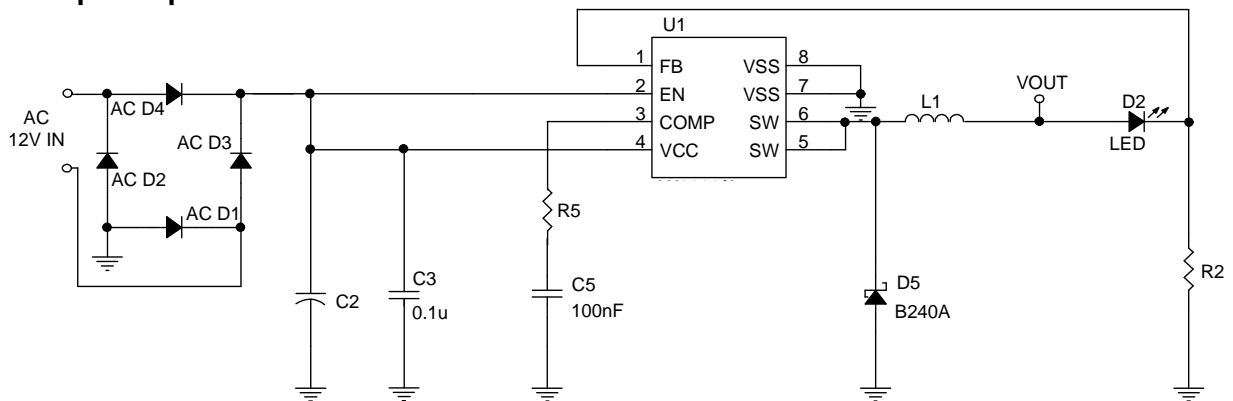 U1
1 FB
2 EN
3 COMP
4 VCC
VSS 8
VSS 7
SW 6
SW 5
AC
12V IN
AC D4
AC D3
AC D2
AC D1
C2
C3
0.1u
R5
C5
100nF
L1
VOUT
D2
LED
D5
B240A
R2